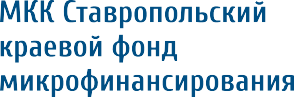 МКК Ставропольский
краевой фонд
микрофинансирования